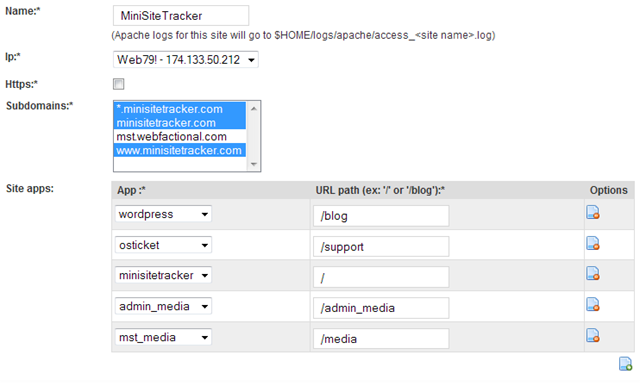 Name:* MiniSiteTracker
(Apache logs for this site will go to $HOME/logs/apache/access_<site name>.log)
Ip:* Web79! - 174.133.50.212
Https:*
Subdomains:* *.minisitetracker.com
minisitetracker.com
mst.webfactional.com
www.minisitetracker.com
Site apps: App :* URL path (ex: '/' or '/blog'):* Options
wordpress /blog
osticket /support
minisitetracker /
admin_media /admin_media
mst_media /media